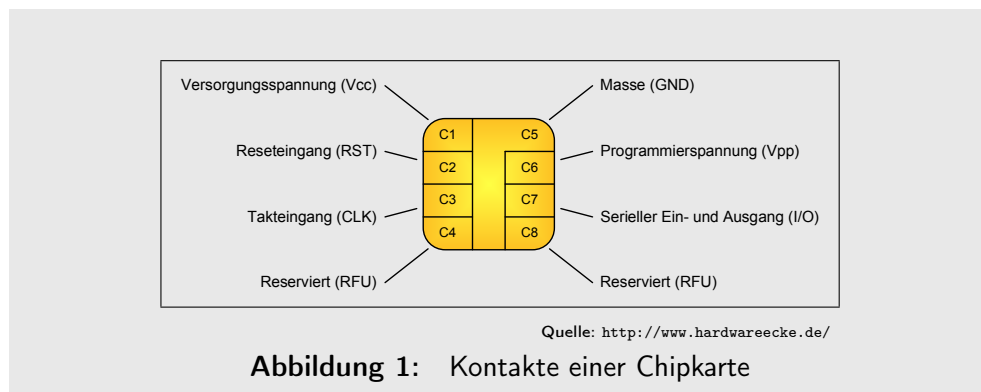 Versorgungsspannung (Vcc)
Masse (GND)
C1
C5
Reseteingang (RST)
Programmierspannung (Vpp)
C2
C6
C3
C7
Takteingang (CLK)
Serieller Ein- und Ausgang (I/O)
C4
C8
Reserviert (RFU)
Reserviert (RFU)
Quelle: http://www.hardwareecke.de/
Abbildung 1: Kontakte einer Chipkarte